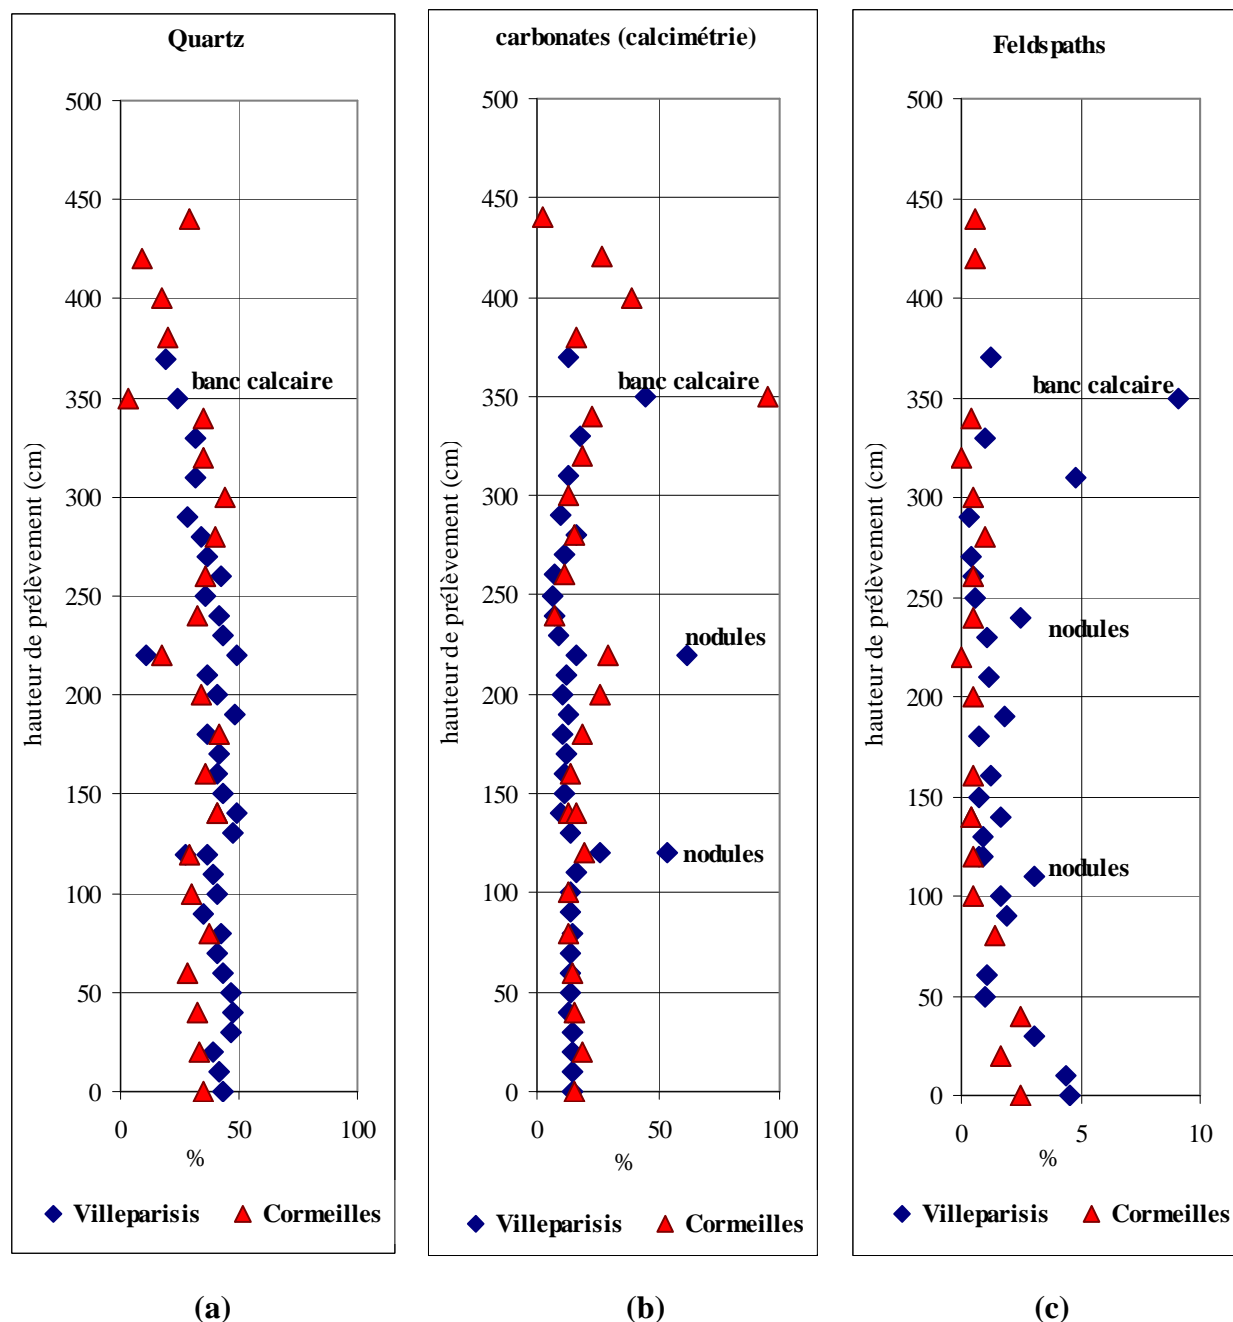 Quartz
500
450
400
350
300
250
200
150
100
50
0
hauteur de prélèvement (cm)
banc calcaire
0 50 100
%
Villeparisis Cormeilles
(a)
carbonates (calcimétrie)
500
450
400
350
300
250
200
150
100
50
0
hauteur de prélèvement (cm)
banc calcaire
nodules
nodules
0 50 100
%
Villeparisis Cormeilles
(b)
Feldspaths
500
450
400
350
300
250
200
150
100
50
0
hauteur de prélèvement (cm)
banc calcaire
nodules
nodules
0 5 10
%
Villeparisis Cormeilles
(c)